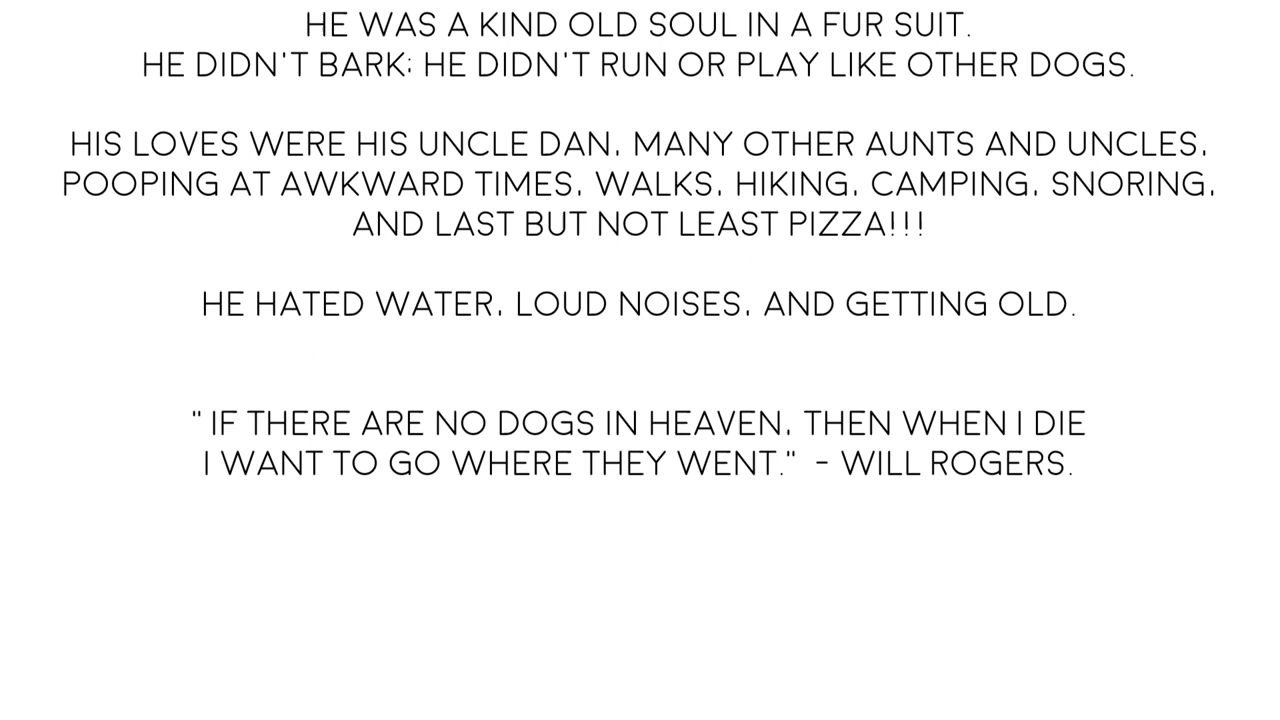 HE WAS A KIND OLD SOUL IN A FUR SUIT.
HE DIDN'T BARK; HE DIDN'T RUN OR PLAY LIKE OTHER DOGS.
HIS LOVES WERE HIS UNCLE DAN, MANY OTHER AUNTS AND UNCLES,
POOPING AT AWKWARD TIMES, WALKS, HIKING, CAMPING, SNORING,
AND LAST BUT NOT LEAST PIZZA!!!
HE HATED WATER, LOUD NOISES, AND GETTING OLD.
" IF THERE ARE NO DOGS IN HEAVEN, THEN WHEN I DIE
I WANT TO GO WHERE THEY WENT." - WILL ROGERS.